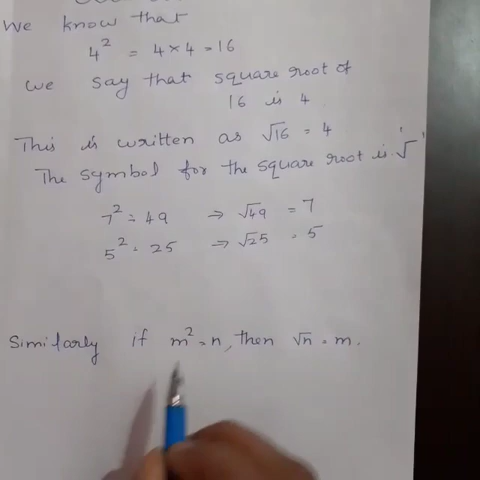 We know that
4² = 4 × 4 = 16
we say that square root of
16 is 4
This is written as √16 = 4
The symbol for the square root is '√'
7² = 49 → √49 = 7
5² = 25 → √25 = 5
Similarly if m² = n, then √n = m.